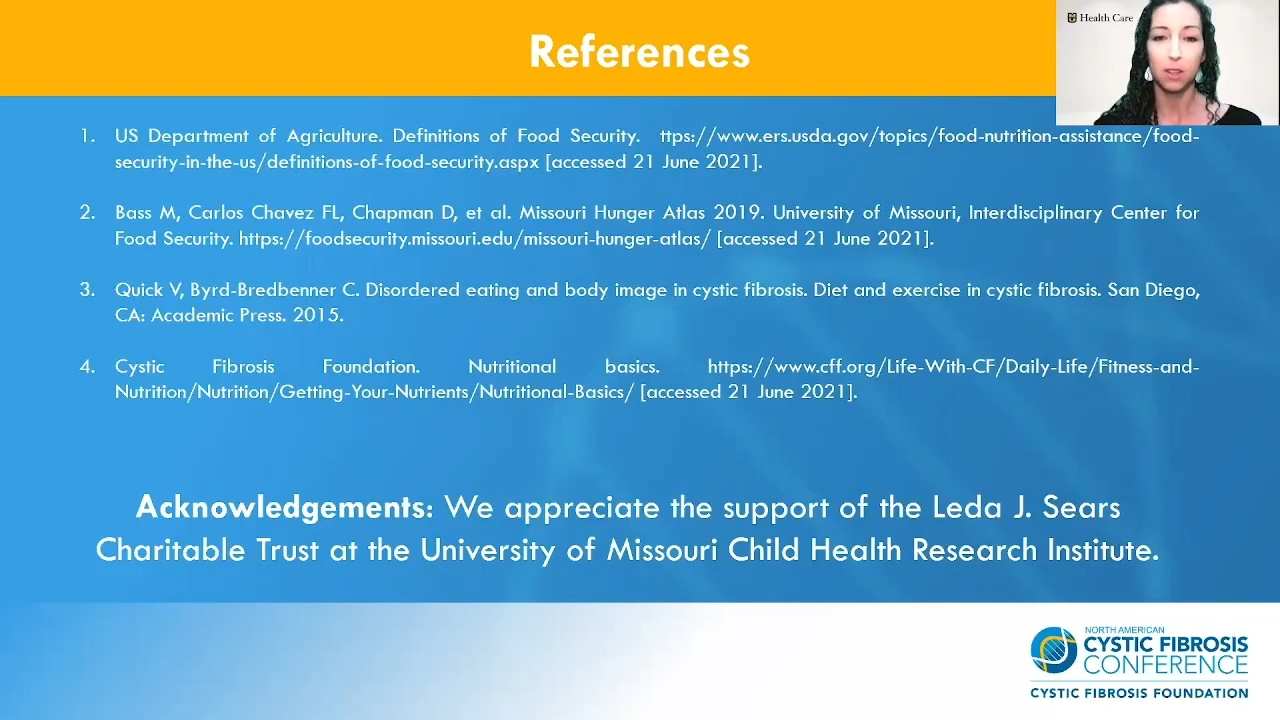 References
Health Care
1. US Department of Agriculture. Definitions of Food Security. ttps://www.ers.usda.gov/topics/food-nutrition-assistance/food-
security-in-the-us/definitions-of-food-security.aspx [accessed 21 June 2021].
2. Bass M, Carlos Chavez FL, Chapman D, et al. Missouri Hunger Atlas 2019. University of Missouri, Interdisciplinary Center for
Food Security. https://foodsecurity.missouri.edu/missouri-hunger-atlas/ [accessed 21 June 2021].
3. Quick V, Byrd-Bredbenner C. Disordered eating and body image in cystic fibrosis. Diet and exercise in cystic fibrosis. San Diego,
CA: Academic Press. 2015.
4. Cystic Fibrosis Foundation. Nutritional basics. https://www.cff.org/Life-With-CF/Daily-Life/Fitness-and-
Nutrition/Nutrition/Getting-Your-Nutrients/Nutritional-Basics/ [accessed 21 June 2021].
Acknowledgements: We appreciate the support of the Leda J. Sears
Charitable Trust at the University of Missouri Child Health Research Institute.
NORTH AMERICAN
CYSTIC FIBROSIS
CONFERENCE
CYSTIC FIBROSIS FOUNDATION